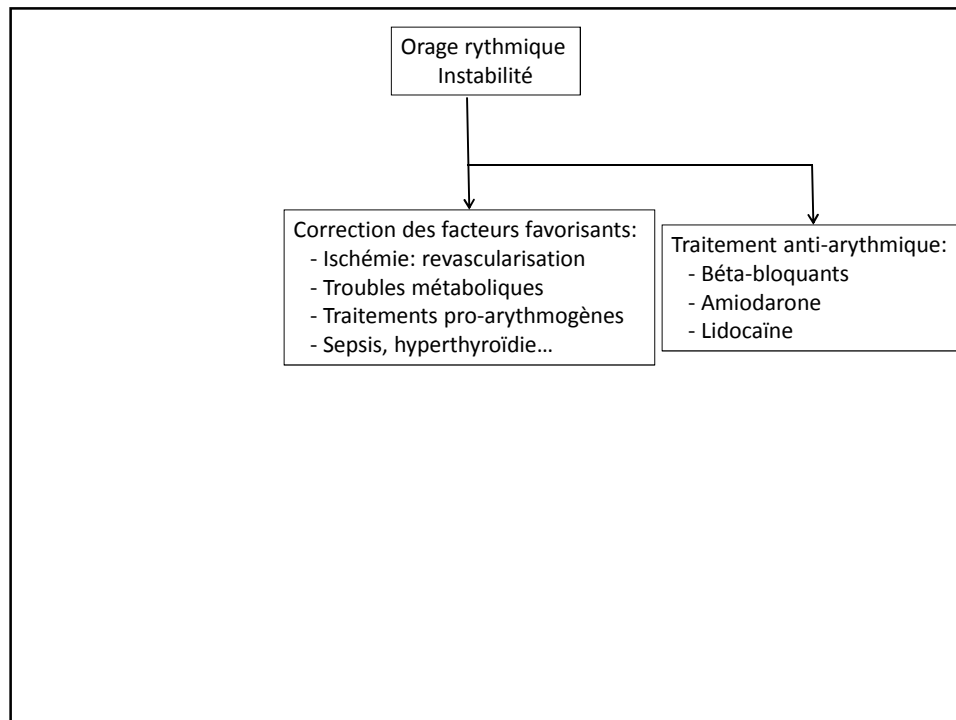 Orage rythmique
Instabilité
Correction des facteurs favorisants:
- Ischémie: revascularisation
- Troubles métaboliques
- Traitements pro-arythmogènes
- Sepsis, hyperthyroïdie…
Traitement anti-arythmique:
- Béta-bloquants
- Amiodarone
- Lidocaïne